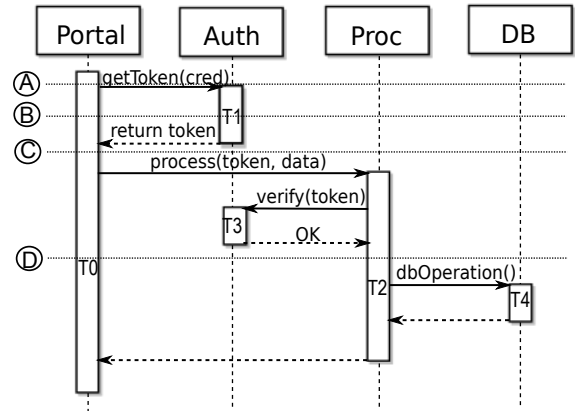 Portal Auth Proc DB
A getToken(cred)
B T1
return token
C
process(token, data)
verify(token)
T3
OK
D T0
dbOperation()
T2 T4